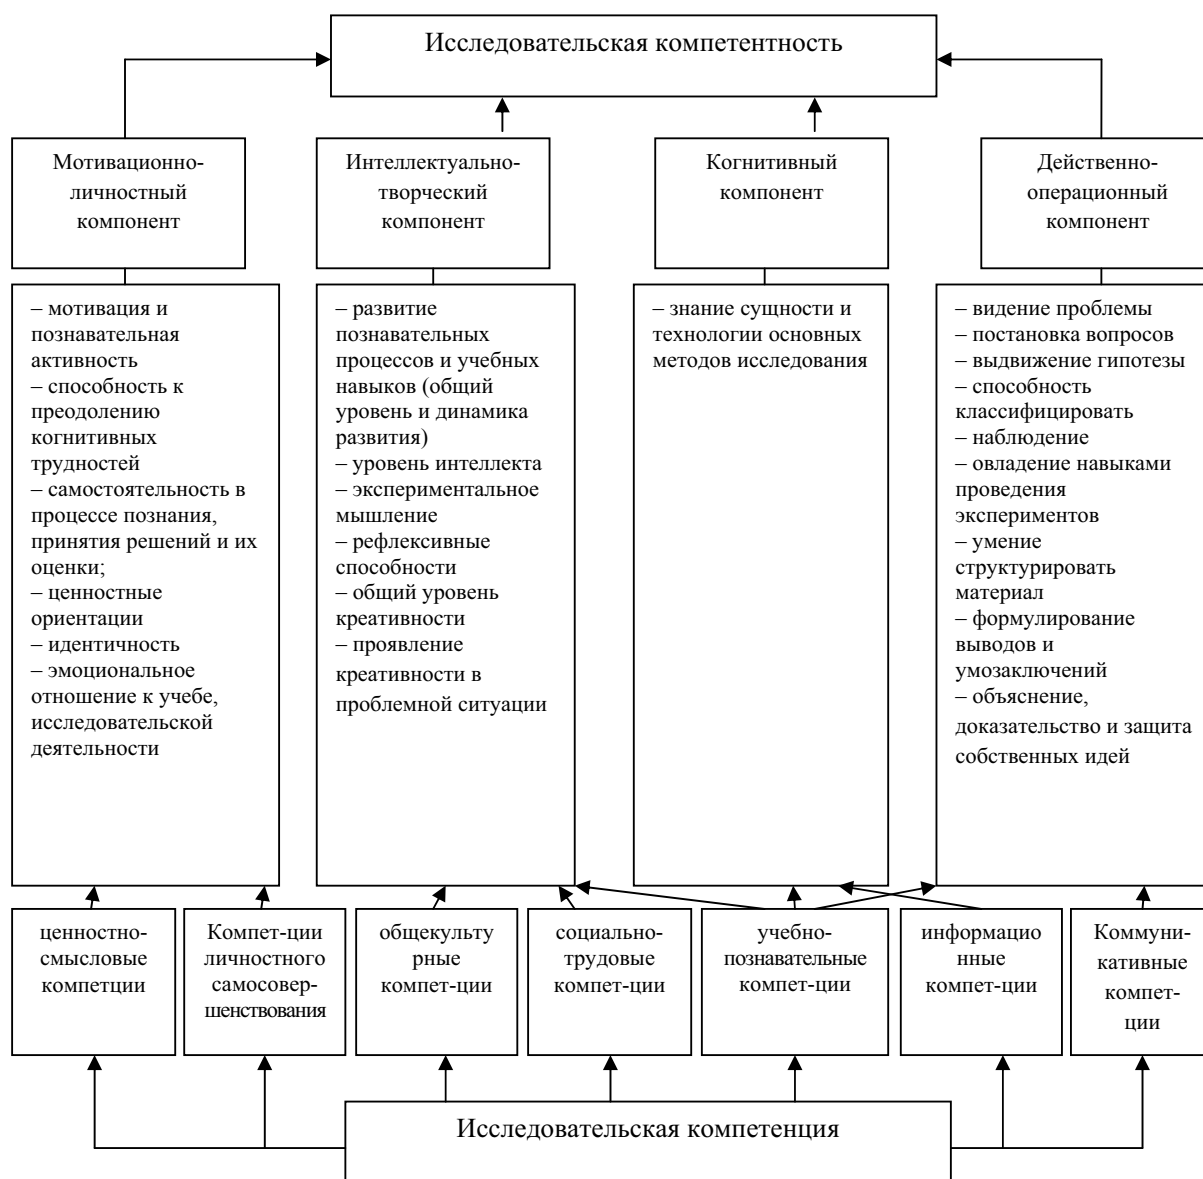 Исследовательская компетентность
Мотивационно-
личностный
компонент
Интеллектуально-
творческий
компонент
Когнитивный
компонент
Действенно-
операционный
компонент
– мотивация и
познавательная
активность
– способность к
преодолению
когнитивных
трудностей
– самостоятельность в
процессе познания,
принятия решений и их
оценки;
– ценностные
ориентации
– идентичность
– эмоциональное
отношение к учебе,
исследовательской
деятельности
– развитие
познавательных
процессов и учебных
навыков (общий
уровень и динамика
развития)
– уровень интеллекта
– экспериментальное
мышление
– рефлексивные
способности
– общий уровень
креативности
– проявление
креативности в
проблемной ситуации
– знание сущности и
технологии основных
методов исследования
– видение проблемы
– постановка вопросов
– выдвижение гипотезы
– способность
классифицировать
– наблюдение
– овладение навыками
проведения
экспериментов
– умение
структурировать
материал
– формулирование
выводов и
умозаключений
– объяснение,
доказательство и защита
собственных идей
ценностно-
смысловые
компетции
Компет-ции
личностного
самосовер-
шенствования
общекульту
рные
компет-ции
социально-
трудовые
компет-ции
учебно-
познавательные
компет-ции
информацио
нные
компет-ции
Коммуни-
кативные
компет-
ции
Исследовательская компетенция